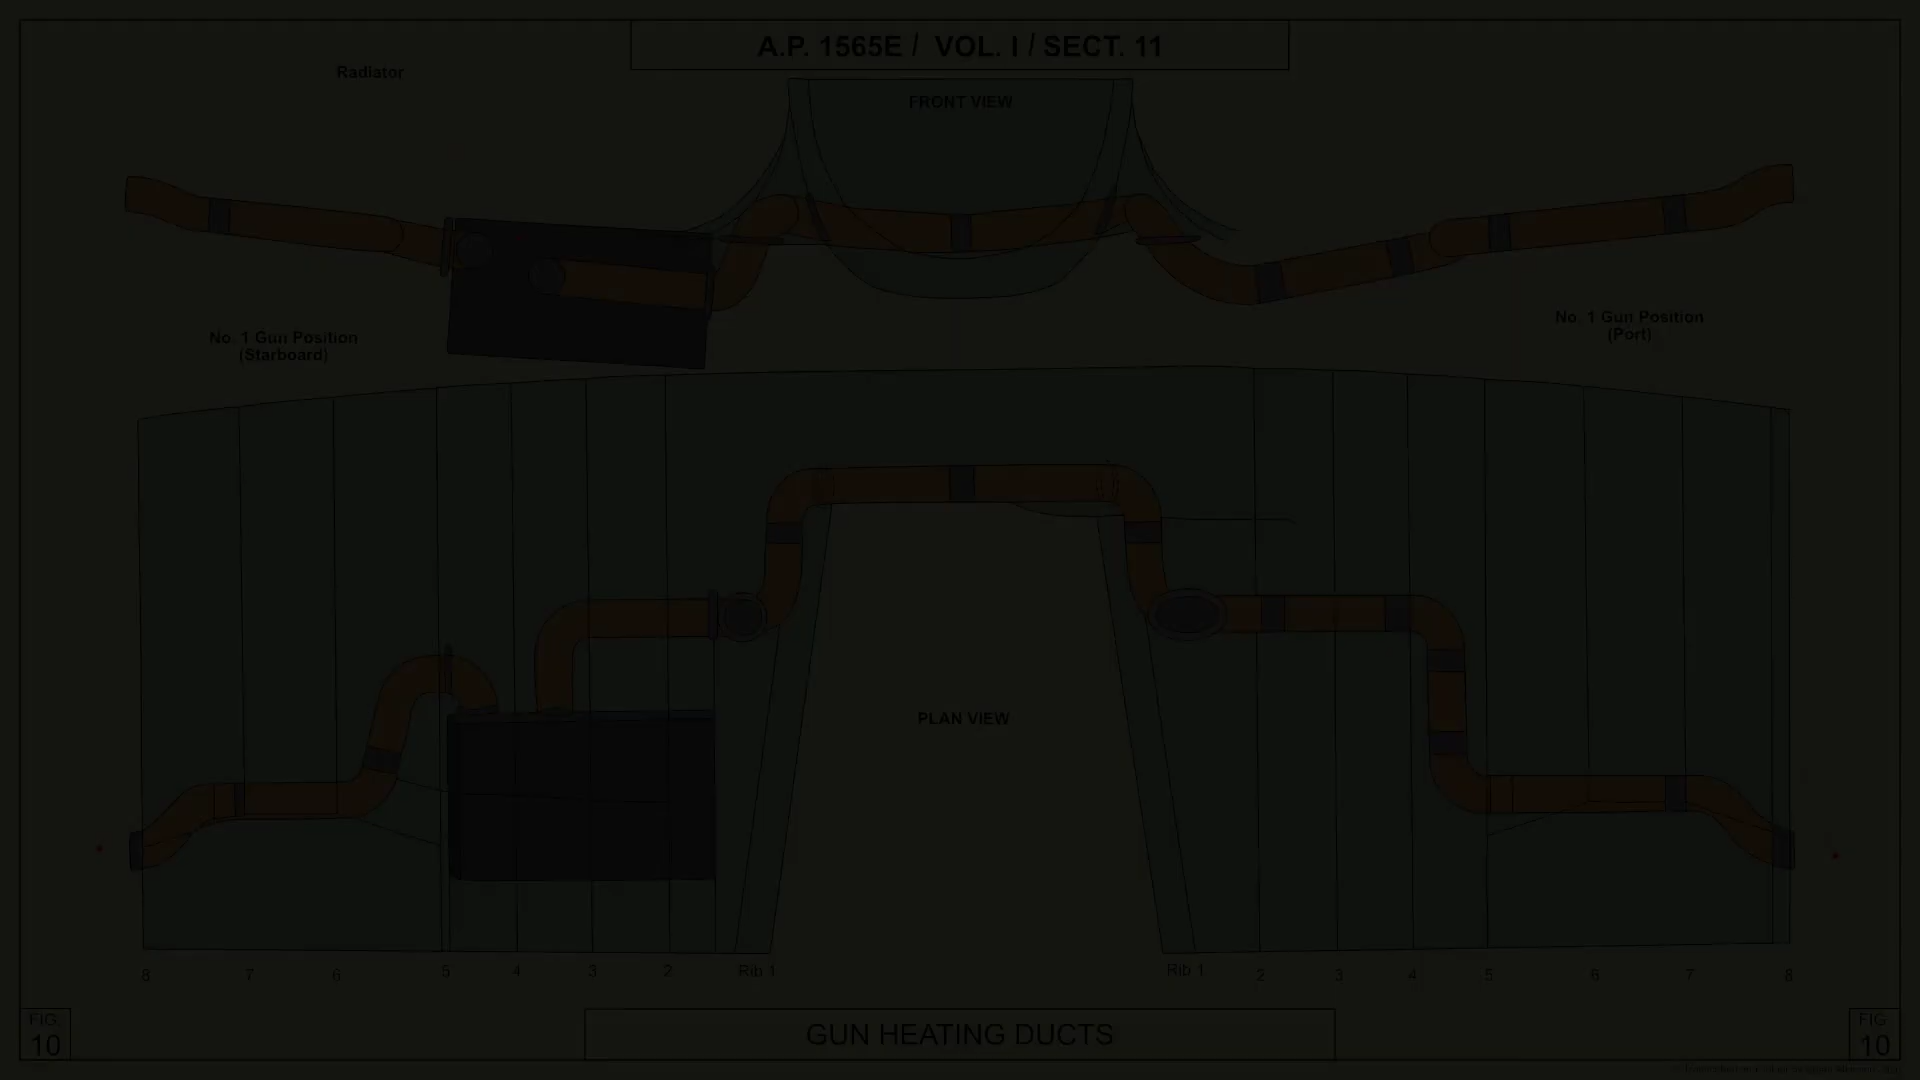 A.P. 1565E / VOL. I / SECT. 11
Radiator
FRONT VIEW
No. 1 Gun Position
(Starboard)
No. 1 Gun Position
(Port)
PLAN VIEW
8 7 6 5 4 3 2 Rib 1 Rib 1 2 3 4 5 6 7 8
FIG.
10
GUN HEATING DUCTS
FIG.
10